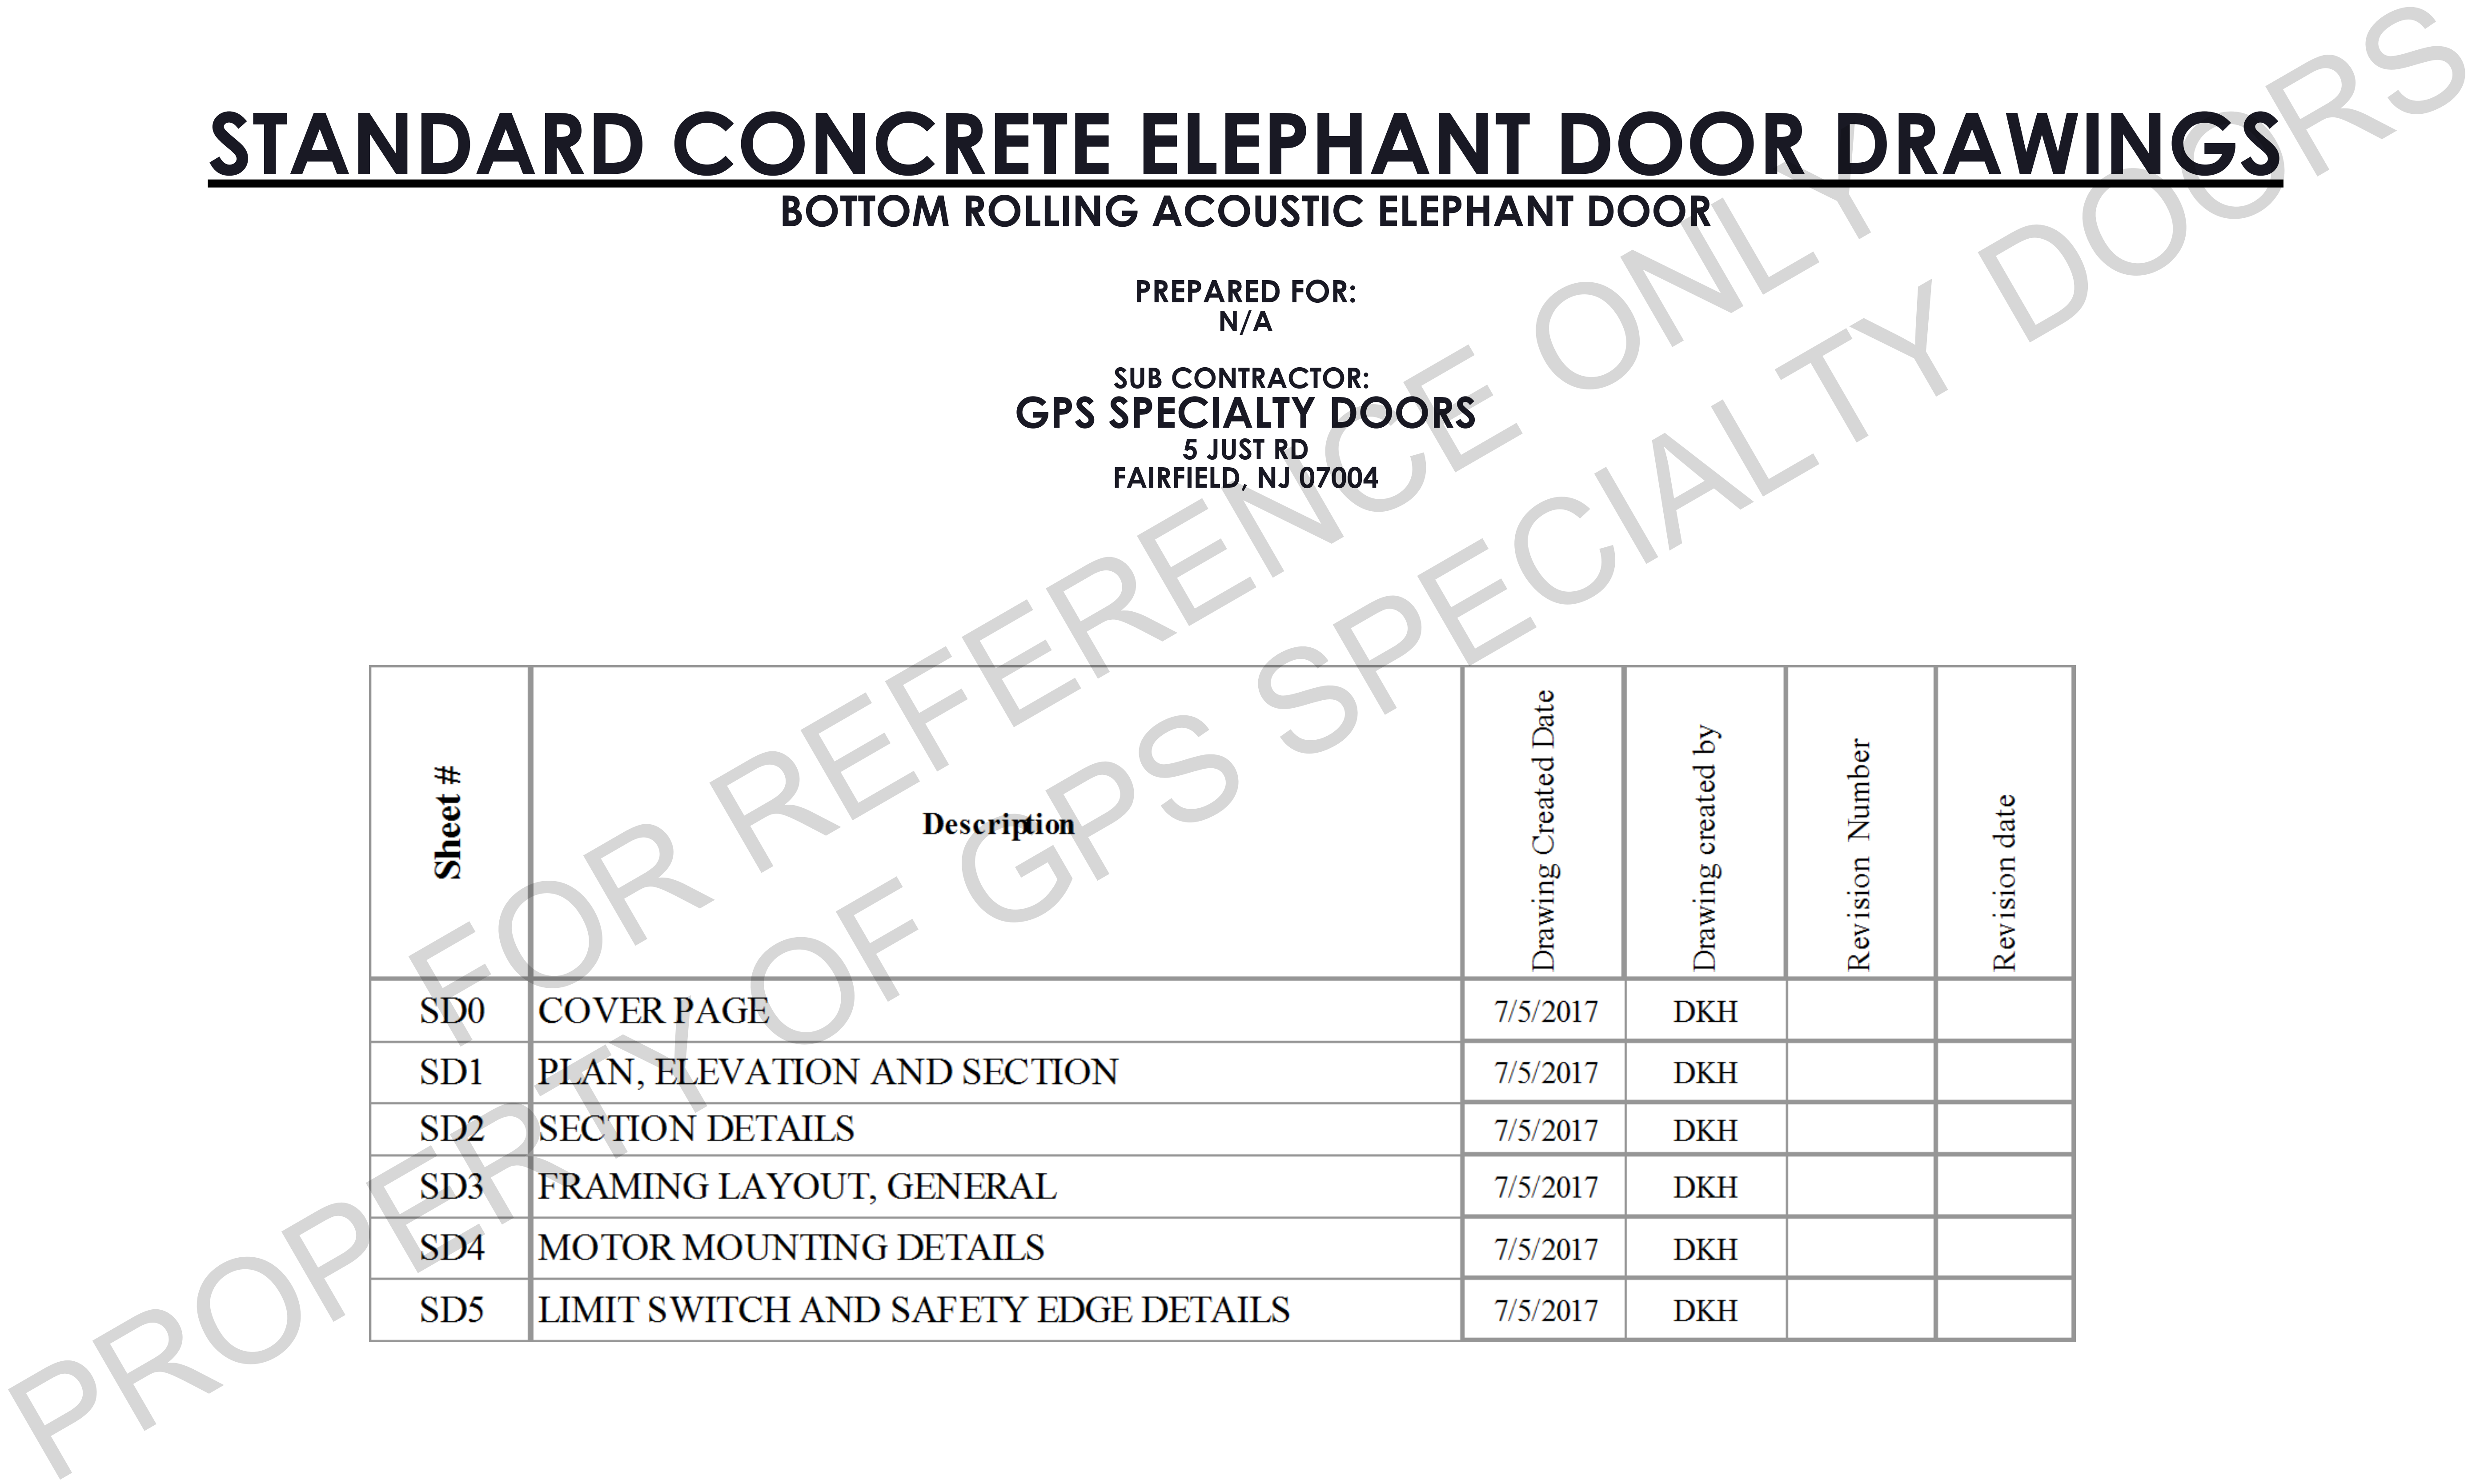 STANDARD CONCRETE ELEPHANT DOOR DRAWINGS
BOTTOM ROLLING ACOUSTIC ELEPHANT DOOR
PREPARED FOR:
N/A
SUB CONTRACTOR:
GPS SPECIALTY DOORS
5 JUST RD
FAIRFIELD, NJ 07004
FOR REFERENCE ONLY
PROPERTY OF GPS SPECIALTY DOORS
Sheet # Description Drawing Created Date Drawing created by Revision Number Revision date
SD0 COVER PAGE 7/5/2017 DKH
SD1 PLAN, ELEVATION AND SECTION 7/5/2017 DKH
SD2 SECTION DETAILS 7/5/2017 DKH
SD3 FRAMING LAYOUT, GENERAL 7/5/2017 DKH
SD4 MOTOR MOUNTING DETAILS 7/5/2017 DKH
SD5 LIMIT SWITCH AND SAFETY EDGE DETAILS 7/5/2017 DKH